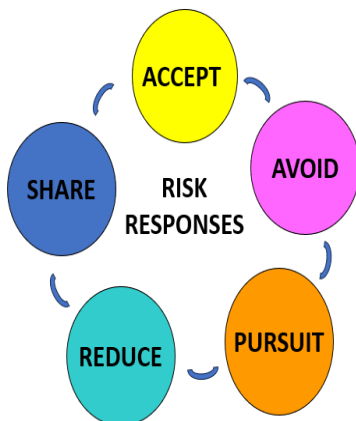 ACCEPT
AVOID
SHARE
RISK
RESPONSES
PURSUIT
REDUCE